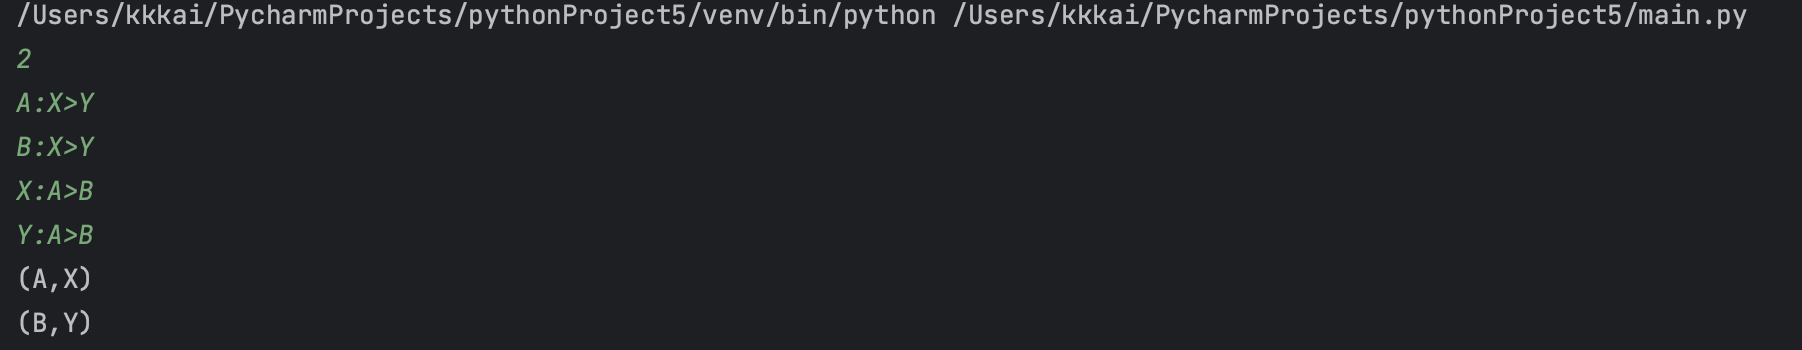 /Users/kkkai/PycharmProjects/pythonProject5/venv/bin/python /Users/kkkai/PycharmProjects/pythonProject5/main.py
2
A:X>Y
B:X>Y
X:A>B
Y:A>B
(A,X)
(B,Y)